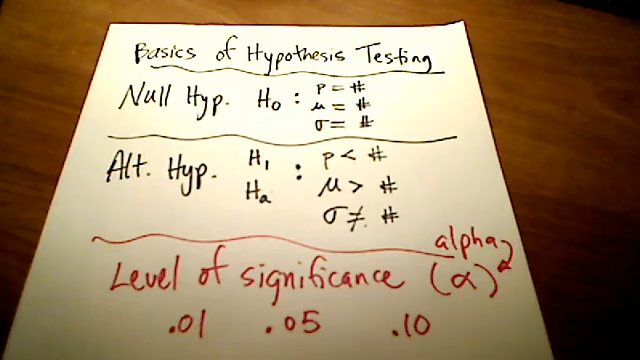 Basics of Hypothesis Testing
Null Hyp. H₀ : p = #
μ = #
σ = #
Alt. Hyp. H₁ : p < #
Hₐ μ > #
σ ≠ #
alpha
Level of significance (α)
.01 .05 .10